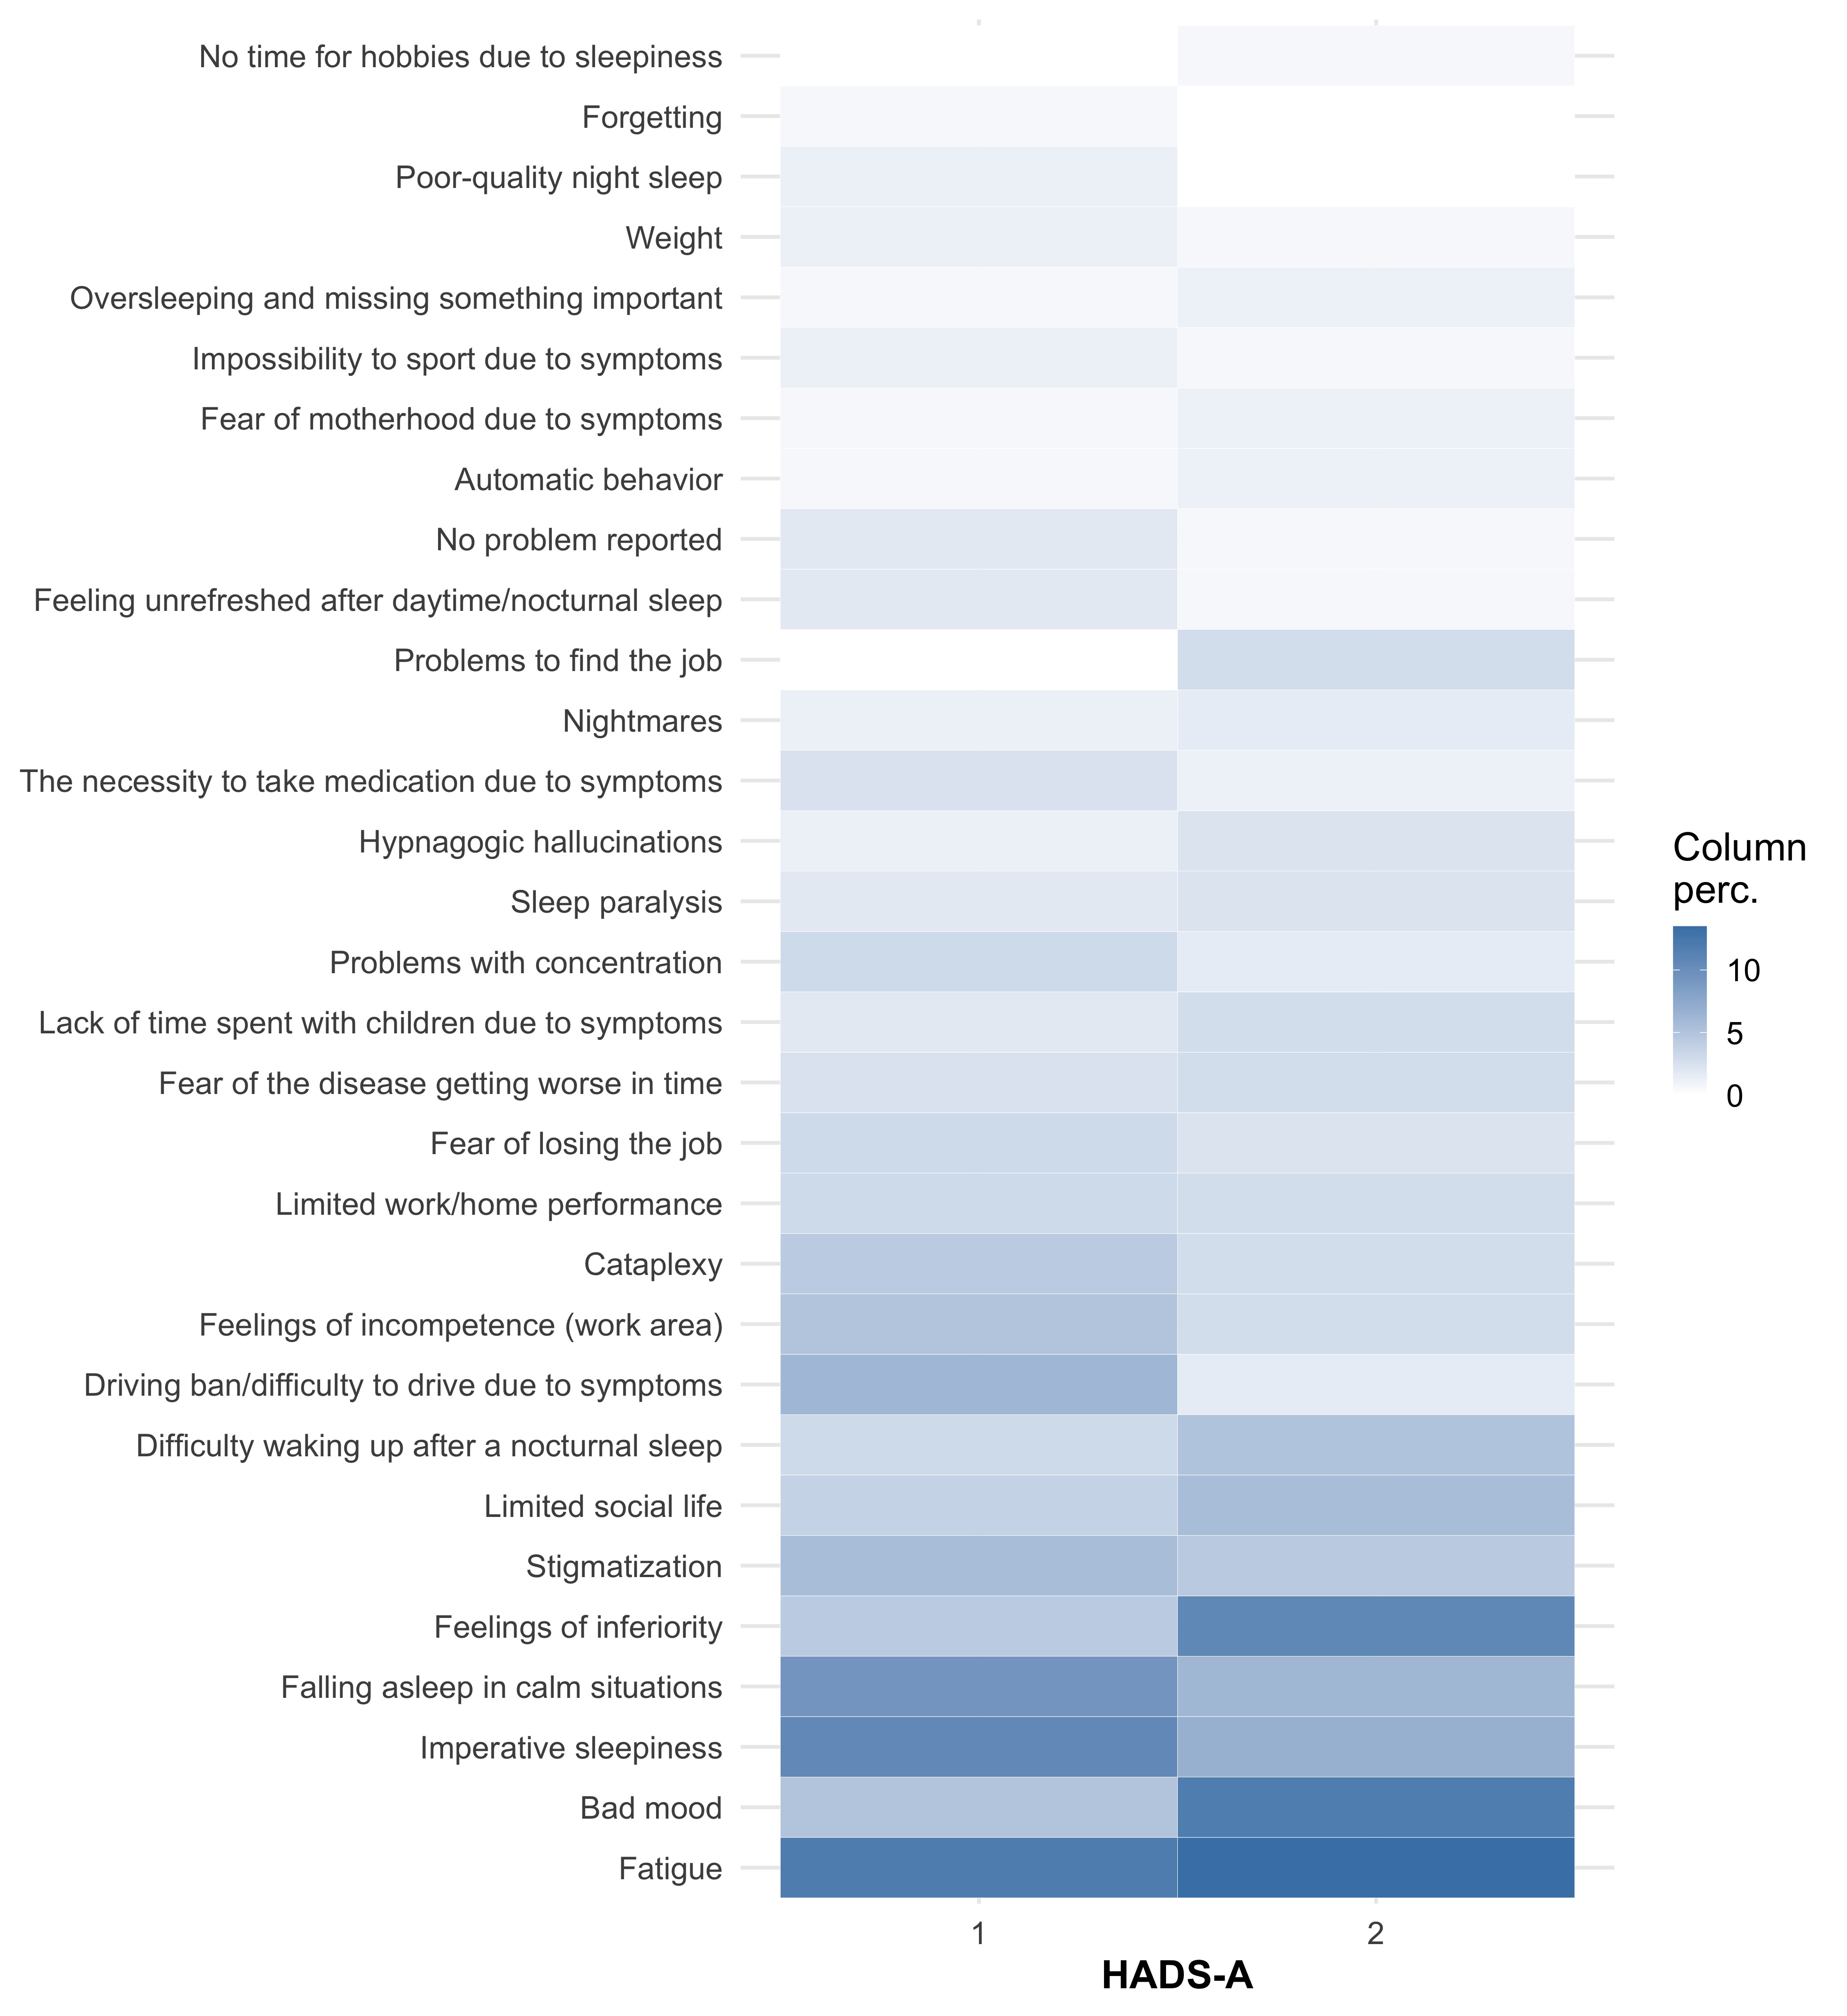 No time for hobbies due to sleepiness
Forgetting
Poor-quality night sleep
Weight
Oversleeping and missing something important
Impossibility to sport due to symptoms
Fear of motherhood due to symptoms
Automatic behavior
No problem reported
Feeling unrefreshed after daytime/nocturnal sleep
Problems to find the job
Nightmares
The necessity to take medication due to symptoms
Hypnagogic hallucinations
Sleep paralysis
Problems with concentration
Lack of time spent with children due to symptoms
Fear of the disease getting worse in time
Fear of losing the job
Limited work/home performance
Cataplexy
Feelings of incompetence (work area)
Driving ban/difficulty to drive due to symptoms
Difficulty waking up after a nocturnal sleep
Limited social life
Stigmatization
Feelings of inferiority
Falling asleep in calm situations
Imperative sleepiness
Bad mood
Fatigue
1 2
HADS-A
Column
perc.
10
5
0